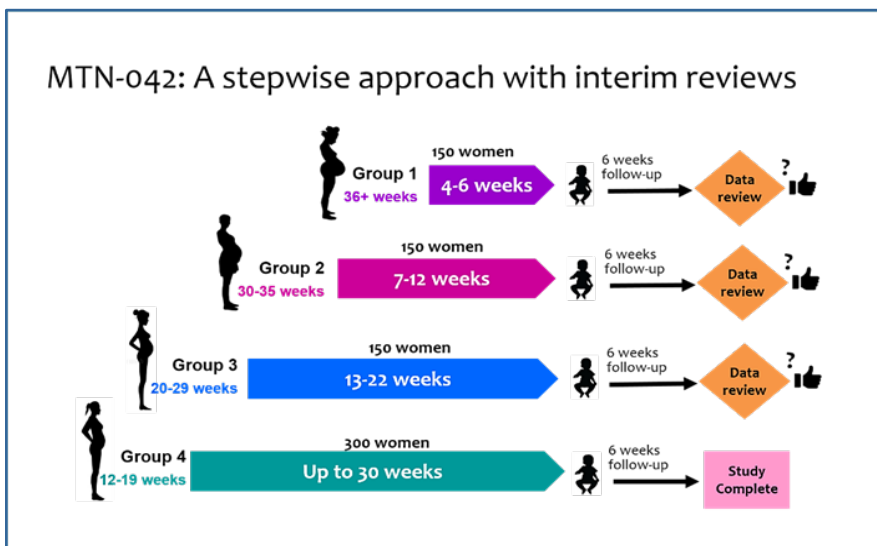 MTN-042: A stepwise approach with interim reviews
150 women
Group 1
36+ weeks
4-6 weeks
6 weeks
follow-up
Data
review
?
150 women
Group 2
30-35 weeks
7-12 weeks
6 weeks
follow-up
Data
review
?
150 women
Group 3
20-29 weeks
13-22 weeks
6 weeks
follow-up
Data
review
?
300 women
Group 4
12-19 weeks
Up to 30 weeks
6 weeks
follow-up
Study
Complete